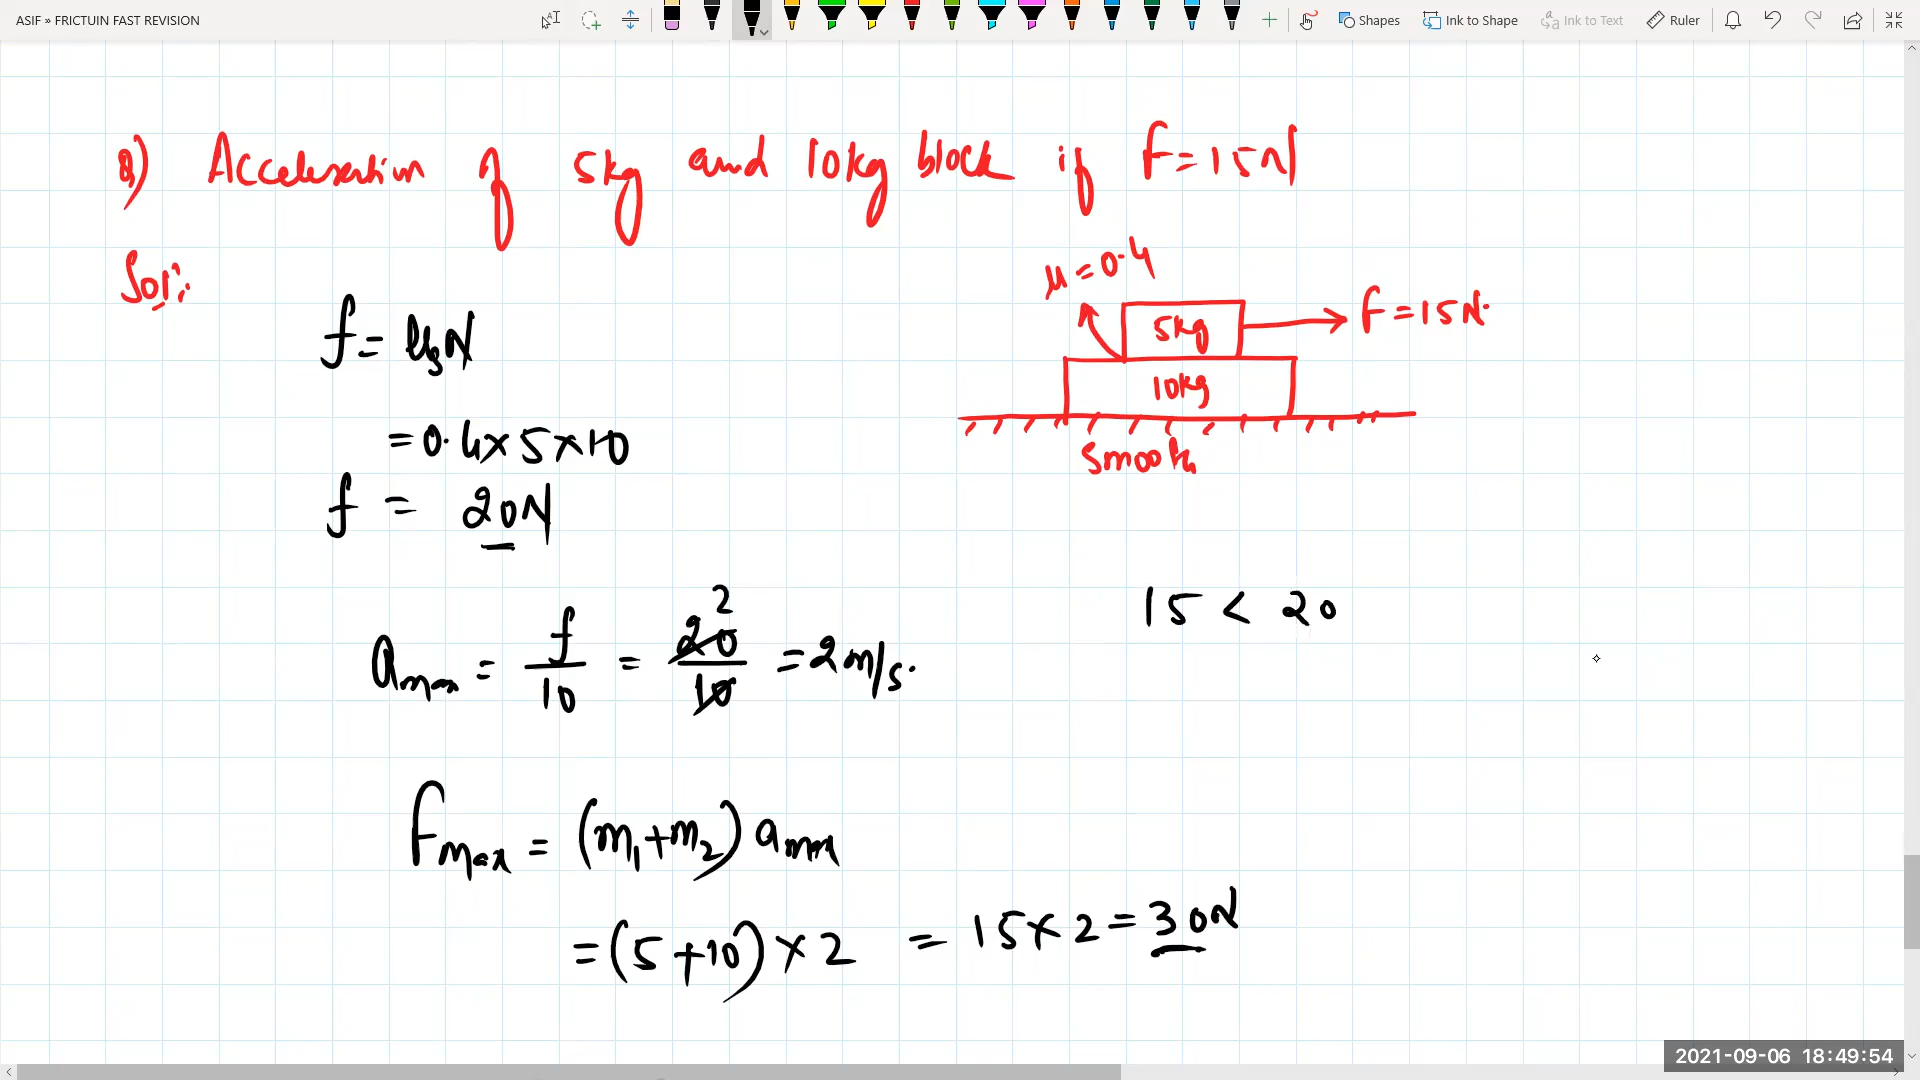 ASIF » FRICTUIN FAST REVISION
Shapes
Ink to Shape
Ink to Text
Ruler
Q) Acceleration of 5kg and 10kg block if F=15N
Sol:
μ=0.4
5kg
F=15N
10kg
Smooth
f=μsN
=0.4×5×10
f = 20N
15 < 20
amax = f/10 = 20/10 = 2m/s.
2
Fmax = (m1+m2) amax
=(5+10)×2 = 15×2=30N
2021-09-06 18:49:54